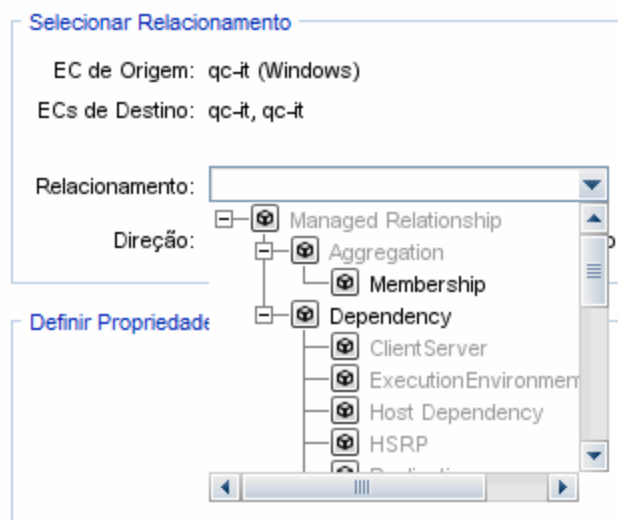 Selecionar Relacionamento
EC de Origem: qc-it (Windows)
ECs de Destino: qc-it, qc-it
Relacionamento:
Managed Relationship
Direção:
Aggregation
Membership
Definir Propriedade
Dependency
ClientServer
ExecutionEnvironmen
Host Dependency
HSRP